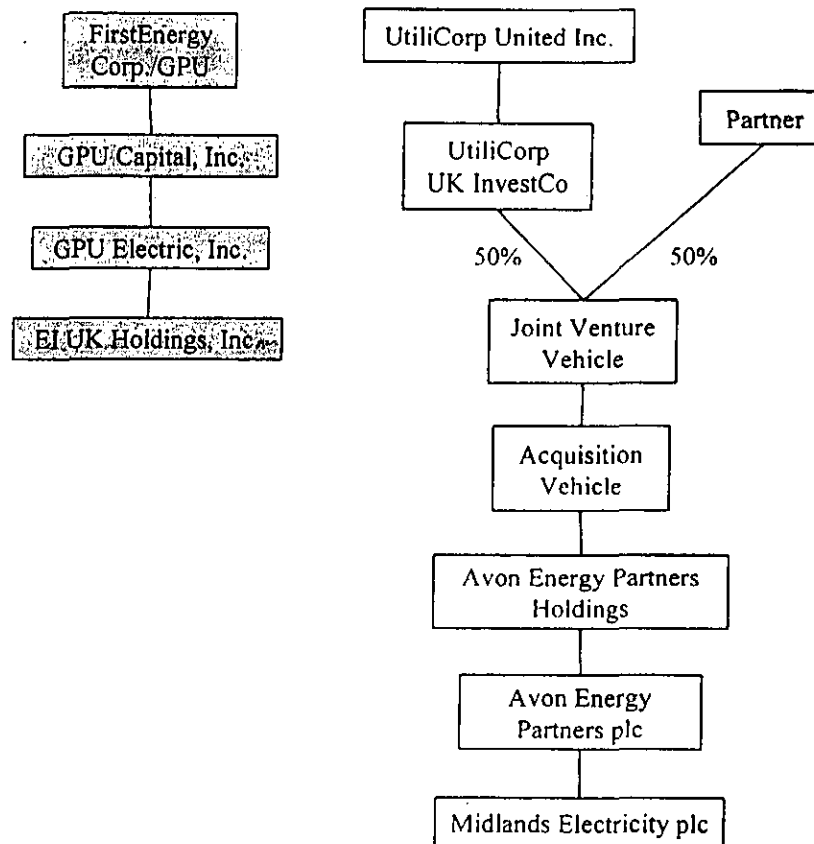 FirstEnergy
Corp./GPU
GPU Capital, Inc.
GPU Electric, Inc.
EI UK Holdings, Inc.
UtiliCorp United Inc.
UtiliCorp
UK InvestCo
Partner
50%
50%
Joint Venture
Vehicle
Acquisition
Vehicle
Avon Energy Partners
Holdings
Avon Energy
Partners plc
Midlands Electricity plc